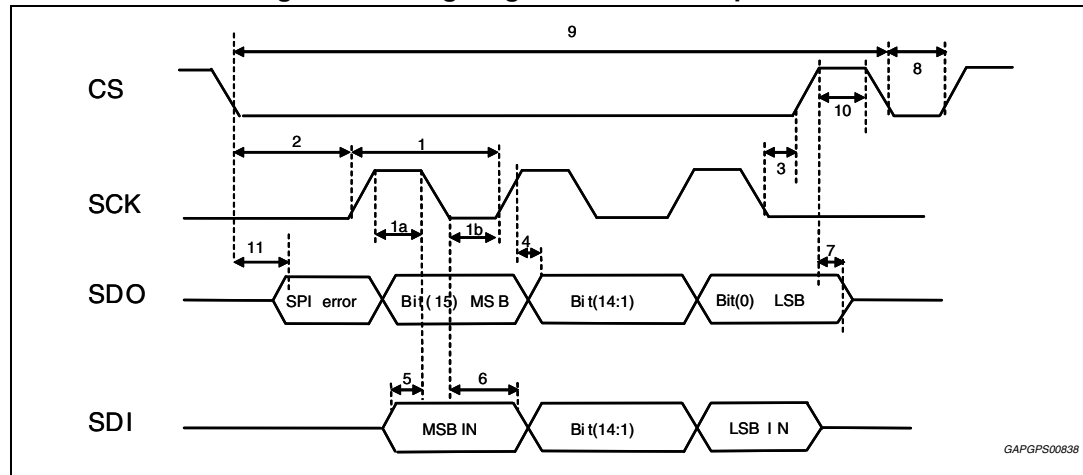 9
CS
8
10
2
1
3
SCK
1a
1b
4
11
7
SDO
SPI error
Bit(15) MSB
Bit(14:1)
Bit(0) LSB
5
6
SDI
MSB IN
Bit(14:1)
LSB IN
GAPGPS00838